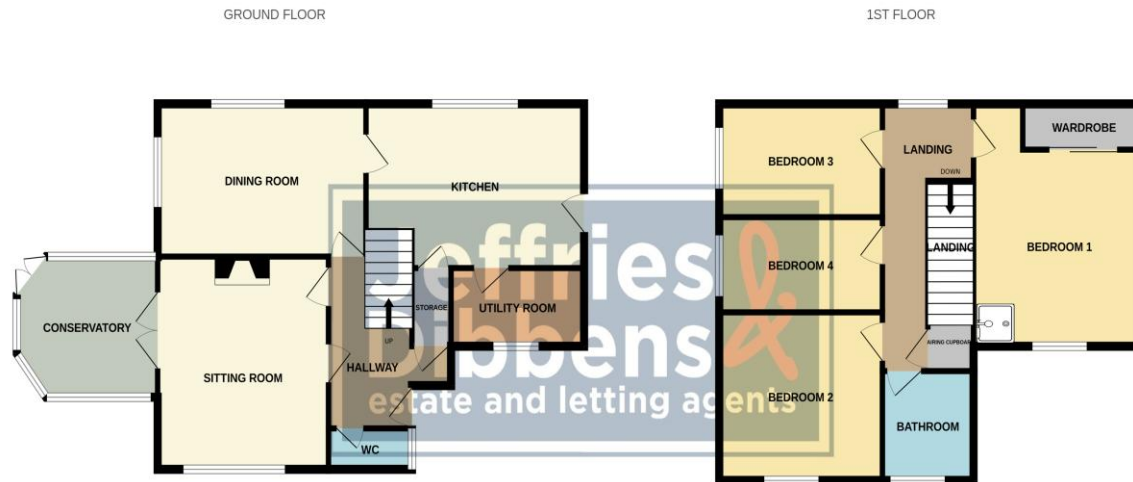 GROUND FLOOR
1ST FLOOR
DINING ROOM
KITCHEN
CONSERVATORY
SITTING ROOM
STORAGE
UTILITY ROOM
UP
HALLWAY
WC
BEDROOM 3
LANDING
WARDROBE
DOWN
BEDROOM 4
LANDING
BEDROOM 1
AIRING CUPBOARD
BEDROOM 2
BATHROOM
Jeffries &
Dibbens
estate and letting agents